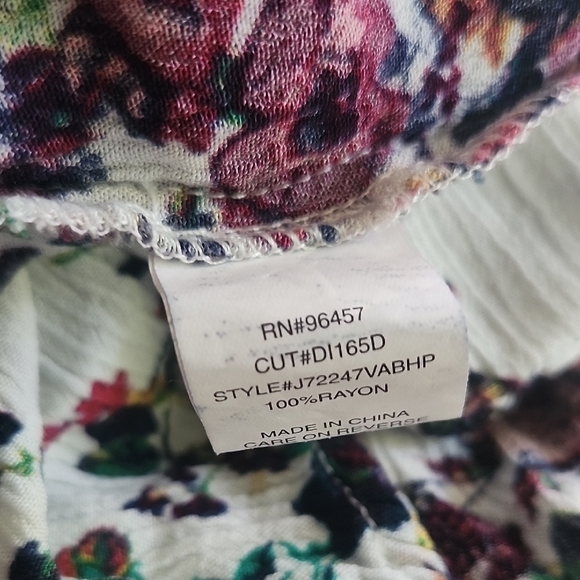 RN#96457
CUT#DI165D
STYLE#J72247VABHP
100%RAYON
MADE IN CHINA
CARE ON REVERSE